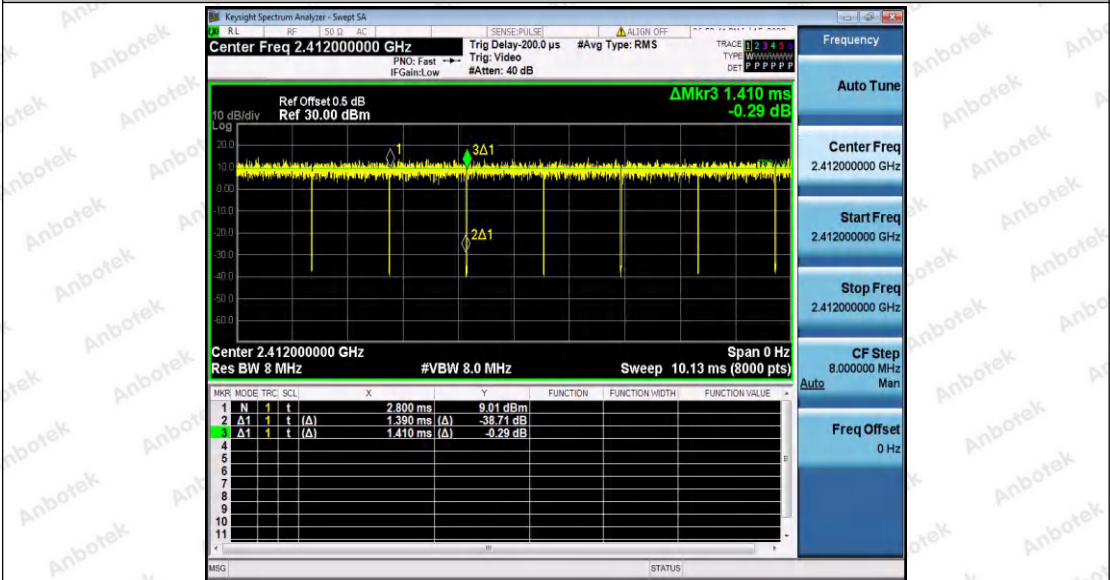 Keysight Spectrum Analyzer - Swept SA
RL RF 50 Ω AC SENSE:PULSE ALIGN OFF
Center Freq 2.412000000 GHz
PNO: Fast
IFGain:Low
Trig Delay-200.0 µs #Avg Type: RMS
Trig: Video
#Atten: 40 dB
TRACE 1 2 3 4 5 6
TYPE WWWWWW
DET P P P P P P
Frequency
Auto Tune
Center Freq
2.412000000 GHz
Start Freq
2.412000000 GHz
Stop Freq
2.412000000 GHz
CF Step
8.000000 MHz
Auto Man
Freq Offset
0 Hz
ΔMkr3 1.410 ms
-0.29 dB
Ref Offset 0.5 dB
10 dB/div Ref 30.00 dBm
Log
20.0
10.0
0.00
-10.0
-20.0
-30.0
-40.0
-50.0
-60.0
1
3Δ1
2Δ1
Center 2.412000000 GHz Span 0 Hz
Res BW 8 MHz #VBW 8.0 MHz Sweep 10.13 ms (8000 pts)
MKR MODE TRC SCL X Y FUNCTION FUNCTION WIDTH FUNCTION VALUE
1 N 1 t 2.800 ms 9.01 dBm
2 Δ1 1 t (Δ) 1.390 ms (Δ) -38.71 dB
3 Δ1 1 t (Δ) 1.410 ms (Δ) -0.29 dB
4
5
6
7
8
9
10
11
MSG STATUS
Anbotek